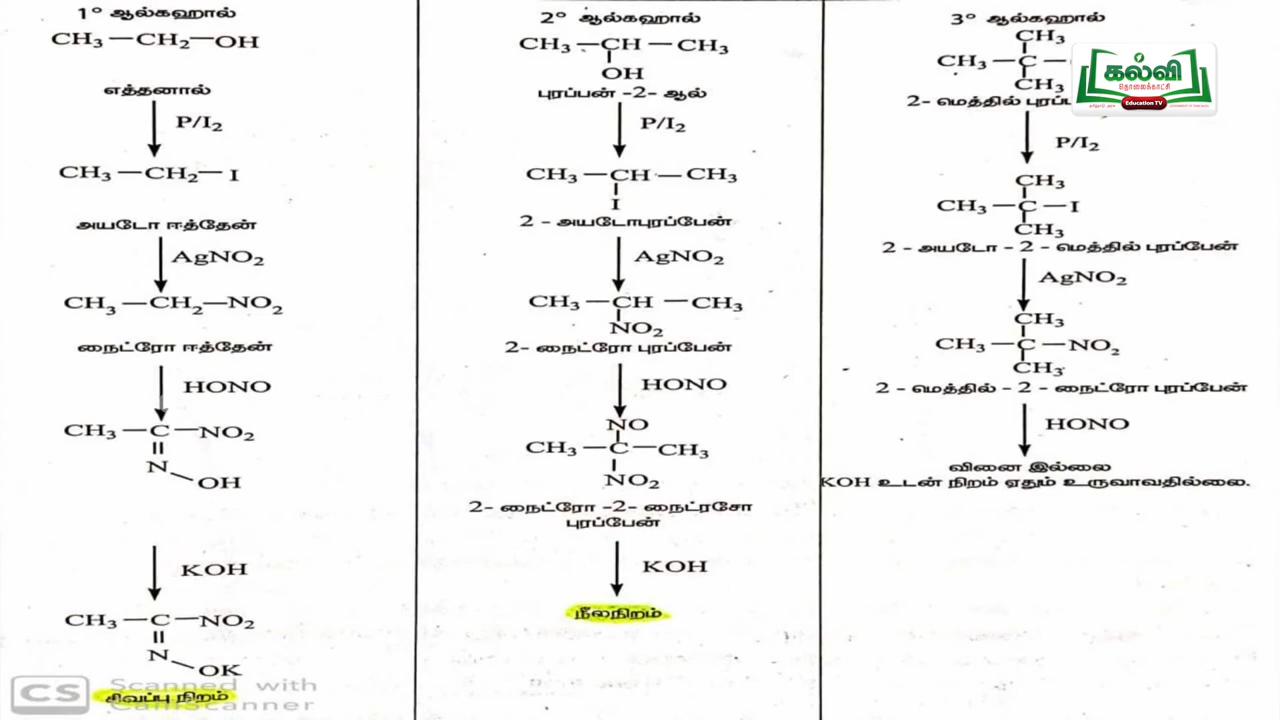 1° ஆல்கஹால்
CH₃ — CH₂ — OH
எத்தனால்
P/I₂
CH₃ — CH₂ — I
அயடோ ஈத்தேன்
AgNO₂
CH₃ — CH₂ — NO₂
நைட்ரோ ஈத்தேன்
HONO
CH₃ — C — NO₂
N
OH
KOH
CH₃ — C — NO₂
N
OK
சிவப்பு நிறம்
2° ஆல்கஹால்
CH₃ — CH — CH₃
OH
புரப்பன் -2- ஆல்
P/I₂
CH₃ — CH — CH₃
I
2 - அயடோபுரப்பேன்
AgNO₂
CH₃ — CH — CH₃
NO₂
2- நைட்ரோ புரப்பேன்
HONO
NO
CH₃ — C — CH₃
NO₂
2- நைட்ரோ -2- நைட்ரசோ
புரப்பேன்
KOH
நீலநிறம்
3° ஆல்கஹால்
CH₃
CH₃ — C —
CH₃
2- மெத்தில்
P/I₂
CH₃
CH₃ — C — I
CH₃
2 - அயடோ - 2 - மெத்தில் புரப்பேன்
AgNO₂
CH₃
CH₃ — C — NO₂
CH₃
2 - மெத்தில் - 2 - நைட்ரோ புரப்பேன்
HONO
வினை இல்லை
KOH உடன் நிறம் ஏதும் உருவாவதில்லை.
கல்வி
தொலைக்காட்சி
Education TV
CS Scanned with
CamScanner